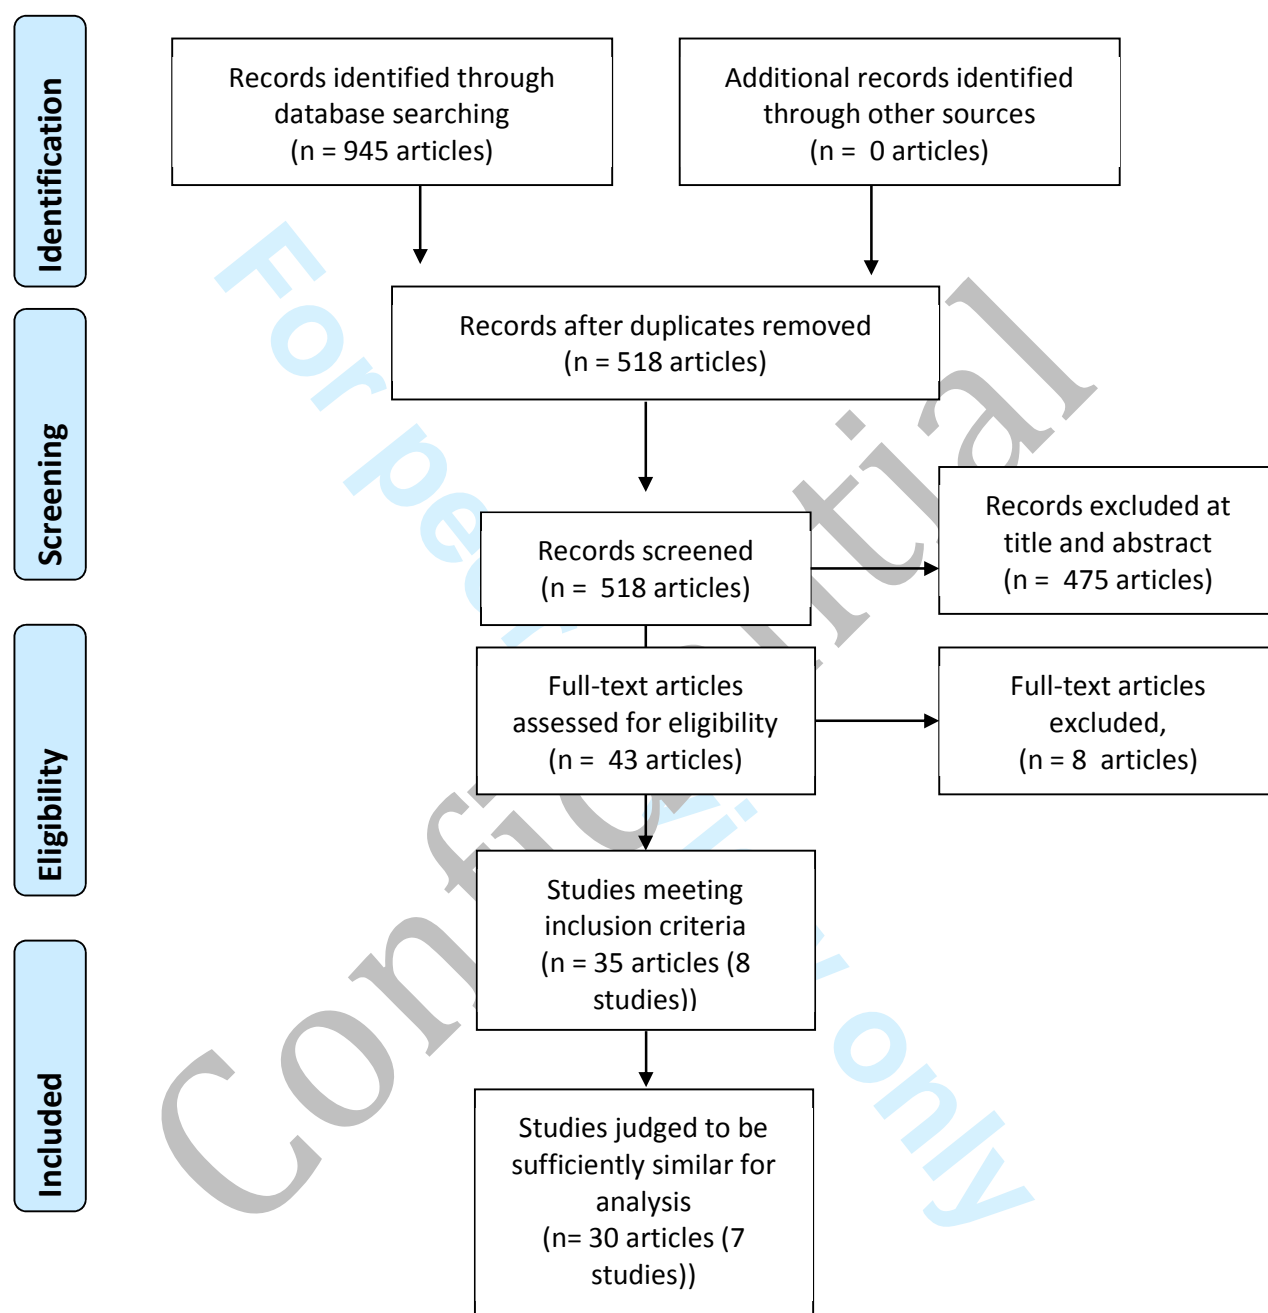 Identification
Records identified through
database searching
(n = 945 articles)
Additional records identified
through other sources
(n =  0 articles)
Records after duplicates removed
(n = 518 articles)
Screening
Records screened
(n =  518 articles)
Records excluded at
title and abstract
(n =  475 articles)
Eligibility
Full-text articles
assessed for eligibility
(n =  43 articles)
Full-text articles
excluded,
(n = 8  articles)
Studies meeting
inclusion criteria
(n = 35 articles (8
studies))
Included
Studies judged to be
sufficiently similar for
analysis
(n= 30 articles (7
studies))
Confidential
For peer review only